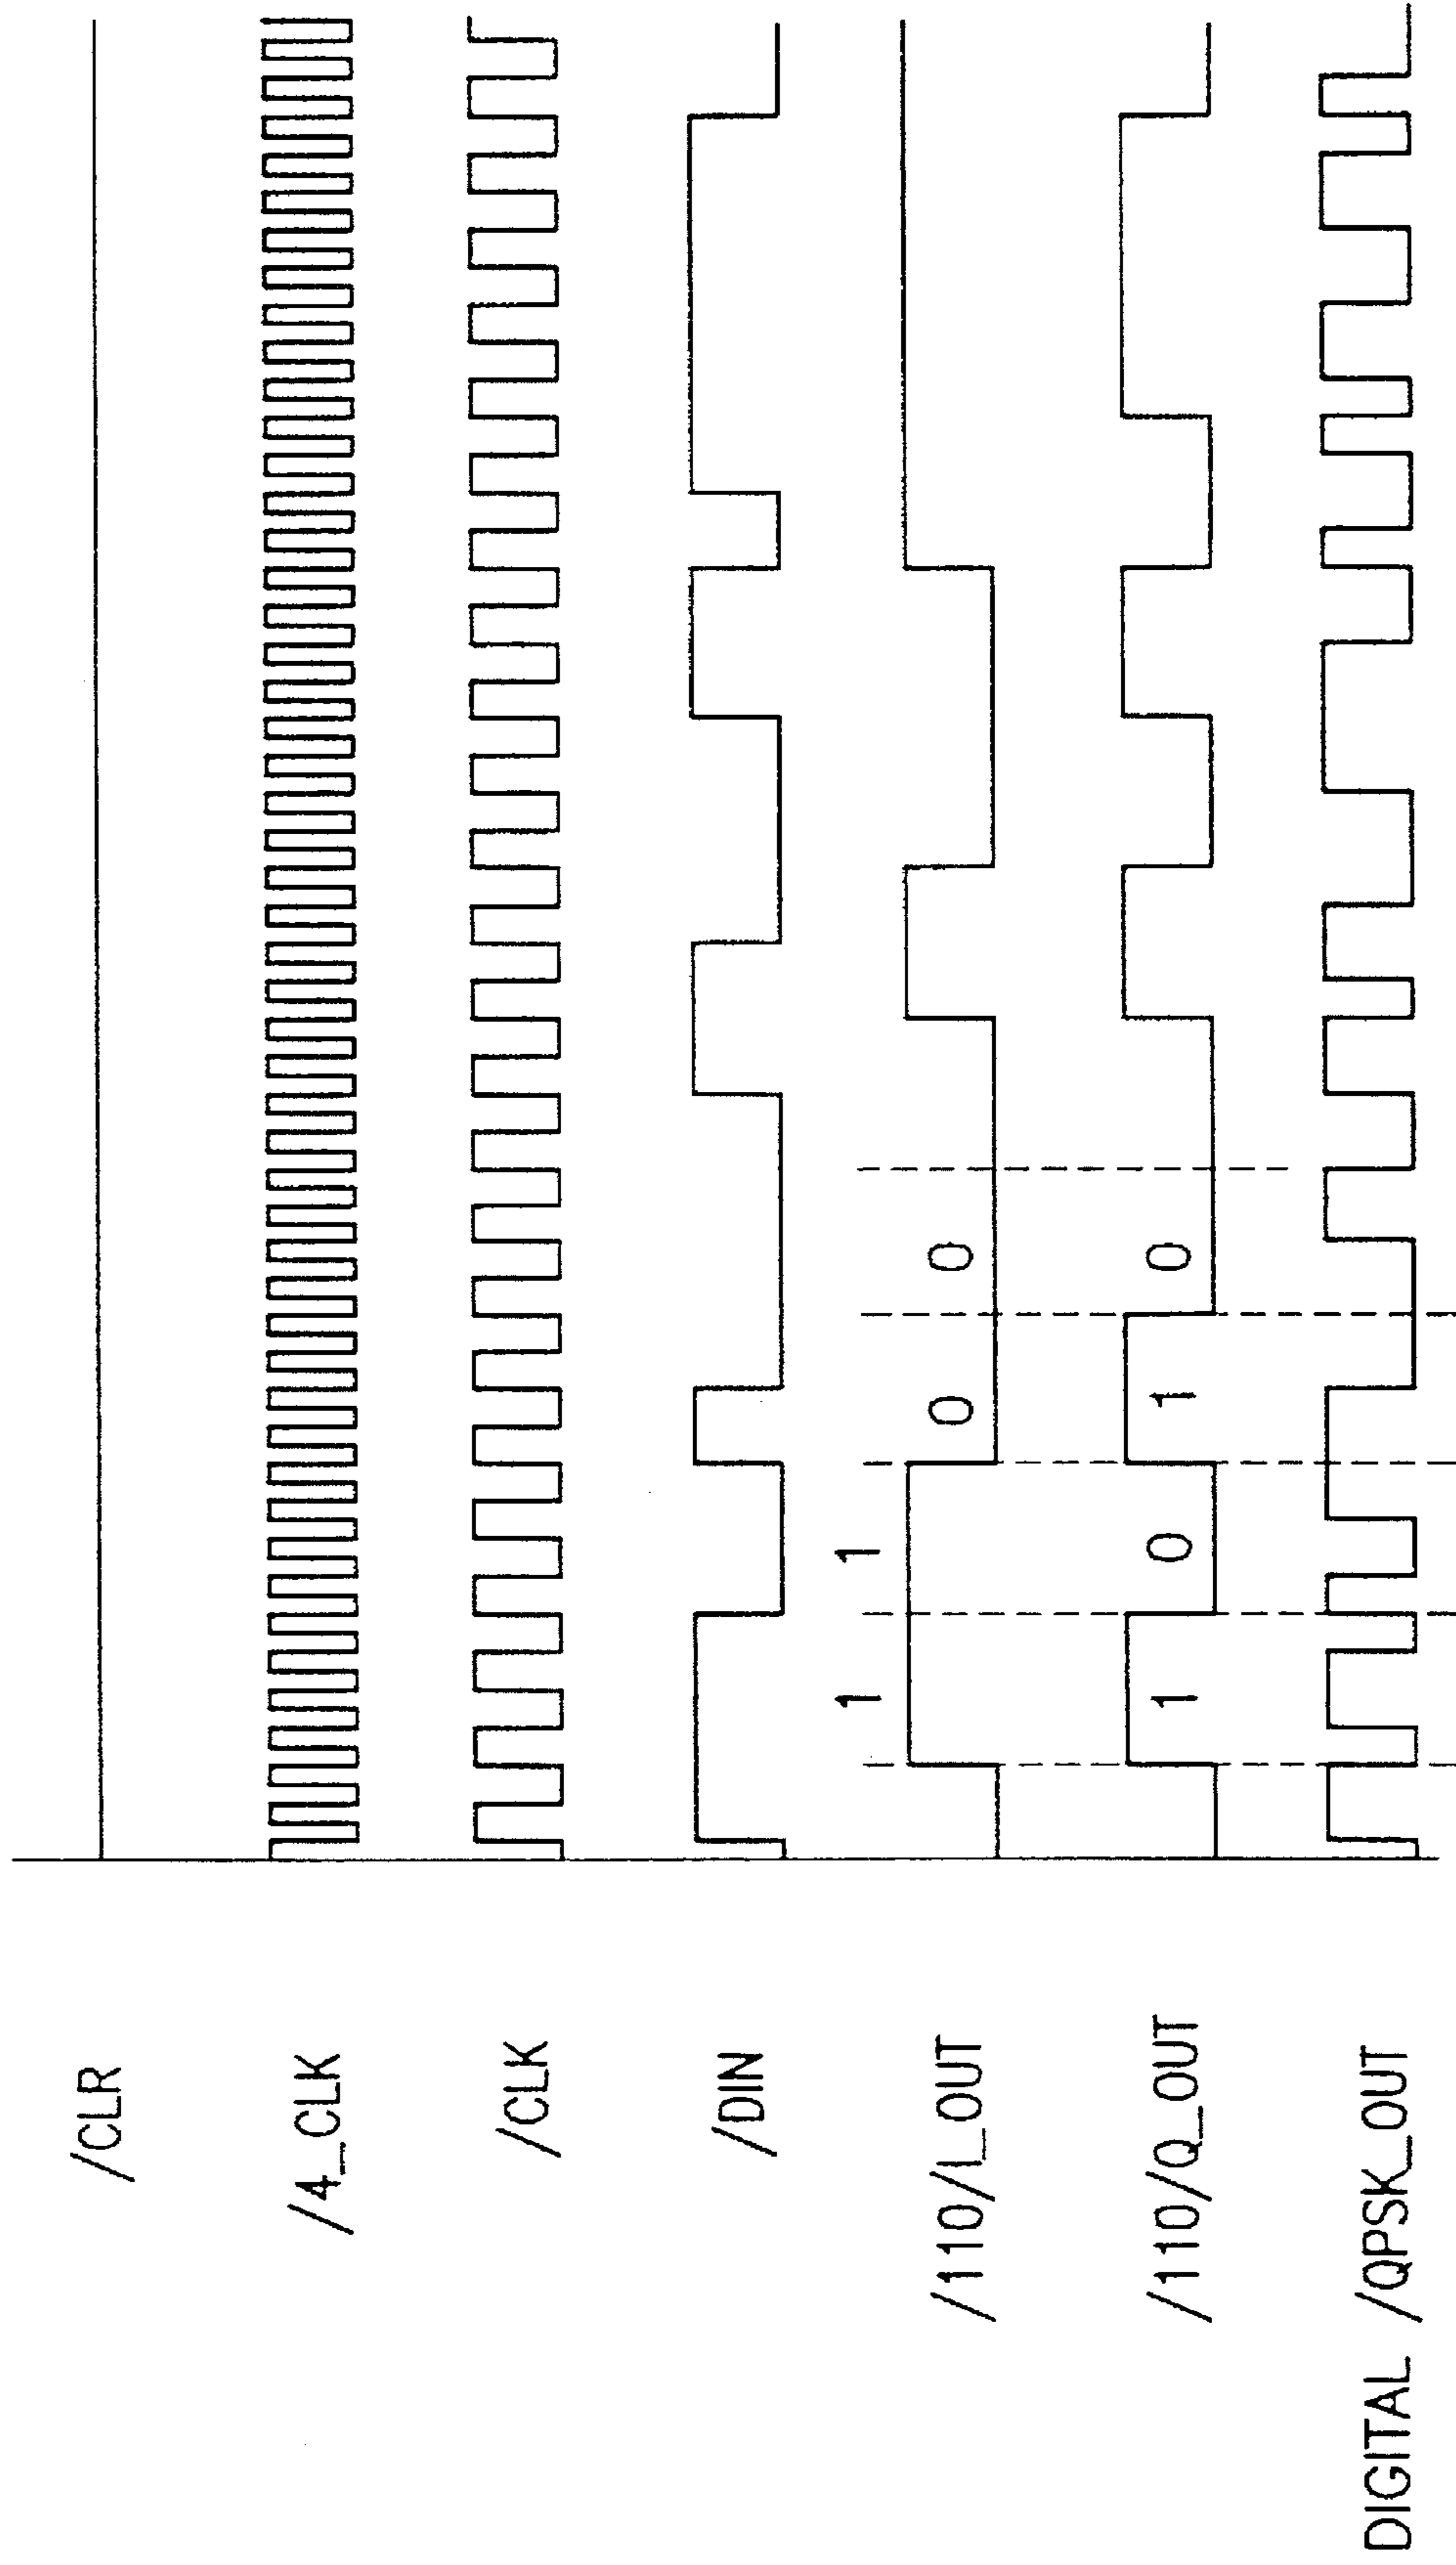 /CLR
/4_CLK
/CLK
/DIN
/110/I_OUT
1 1 0 0
/110/Q_OUT
1 0 1 0
DIGITAL /QPSK_OUT